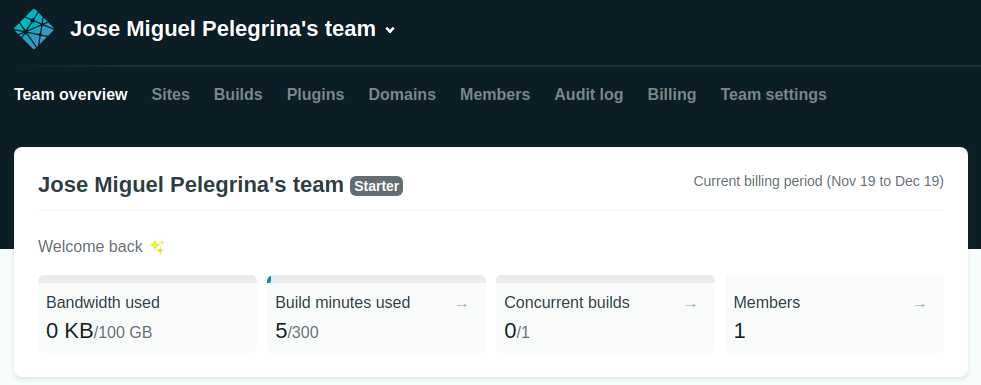 Jose Miguel Pelegrina's team
Team overview Sites Builds Plugins Domains Members Audit log Billing Team settings
Jose Miguel Pelegrina's team Starter Current billing period (Nov 19 to Dec 19)
Welcome back ✨
Bandwidth used Build minutes used → Concurrent builds → Members →
0 KB/100 GB 5/300 0/1 1